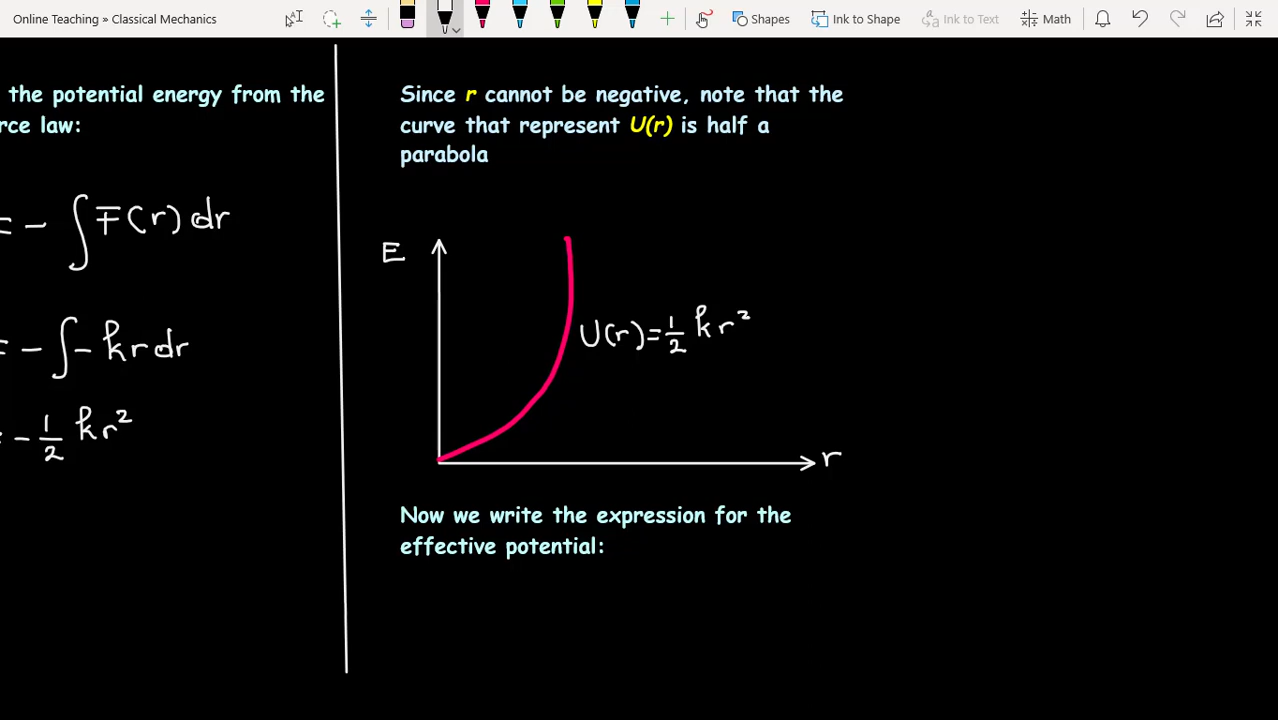 Online Teaching » Classical Mechanics
Shapes
Ink to Shape
Ink to Text
Math
the potential energy from the
rce law:
= - ∫ F(r) dr
= - ∫ - kr dr
= - 1/2 kr²
Since r cannot be negative, note that the
curve that represent U(r) is half a
parabola
E
U(r) = 1/2 kr²
r
Now we write the expression for the
effective potential: